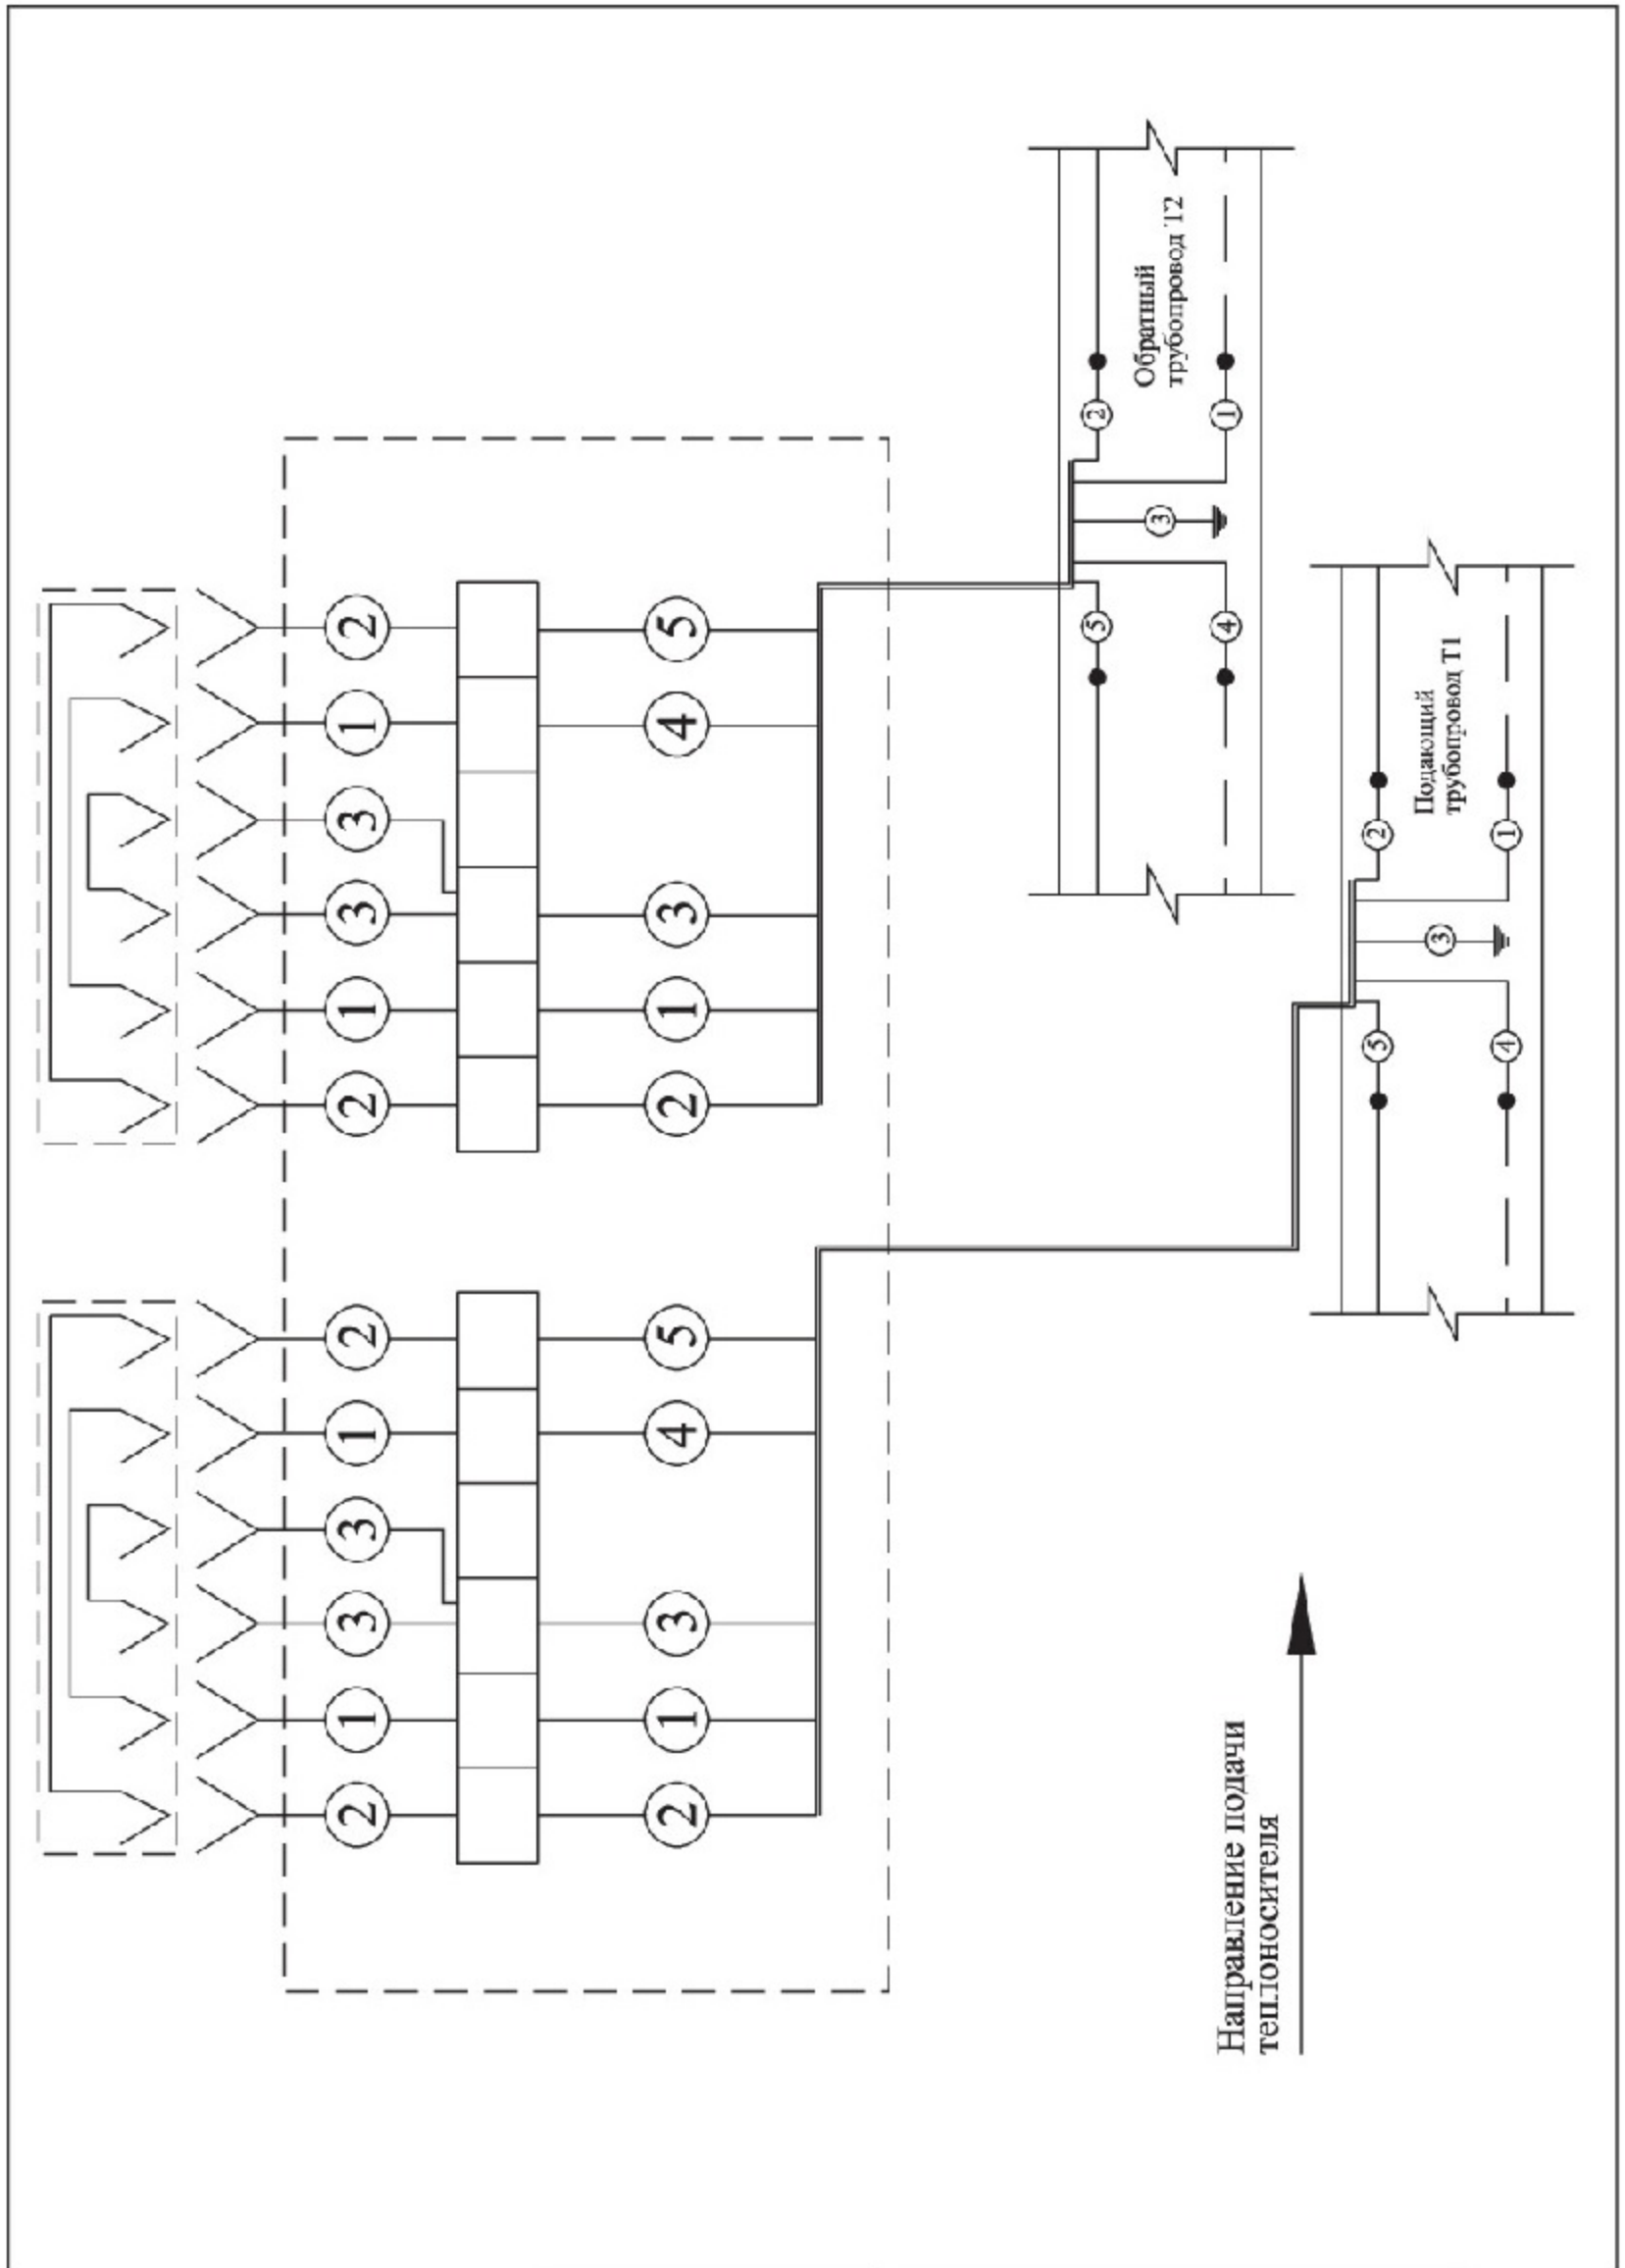 2 1 3 3 1 2
2 1 3 4 5
2 1 3 3 1 2
2 1 3 4 5
Обратный
трубопровод Т2
5 2
3
4 1
Подающий
трубопровод Т1
5 2
3
4 1
Направление подачи
теплоносителя